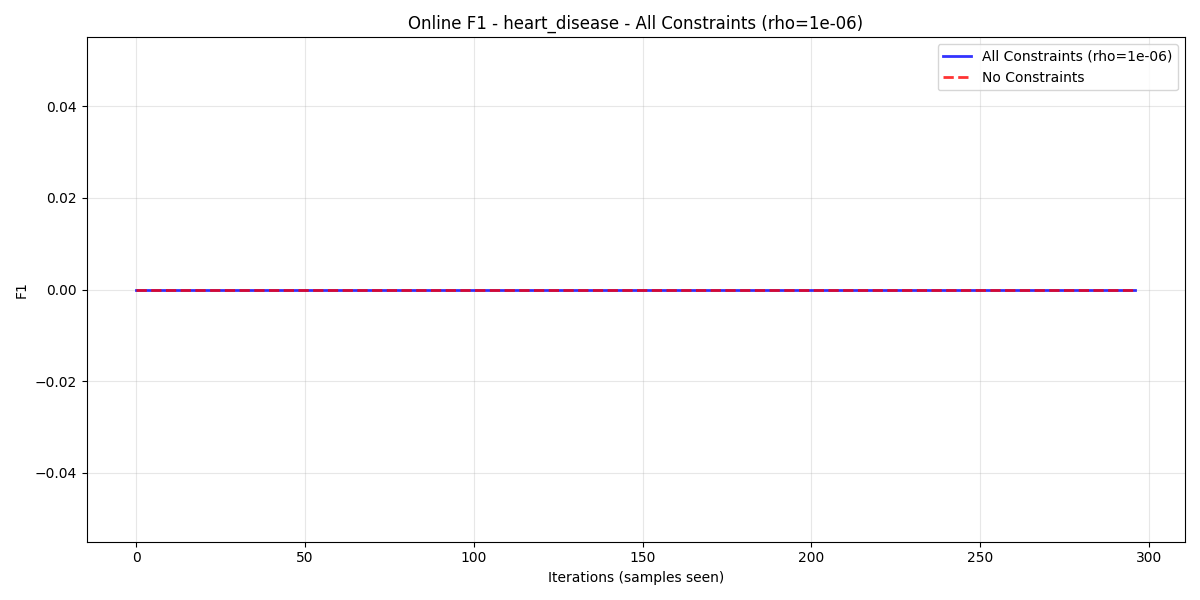 Online F1 - heart_disease - All Constraints (rho=1e-06)
All Constraints (rho=1e-06)
No Constraints
F1
0.04
0.02
0.00
−0.02
−0.04
0
50
100
150
200
250
300
Iterations (samples seen)